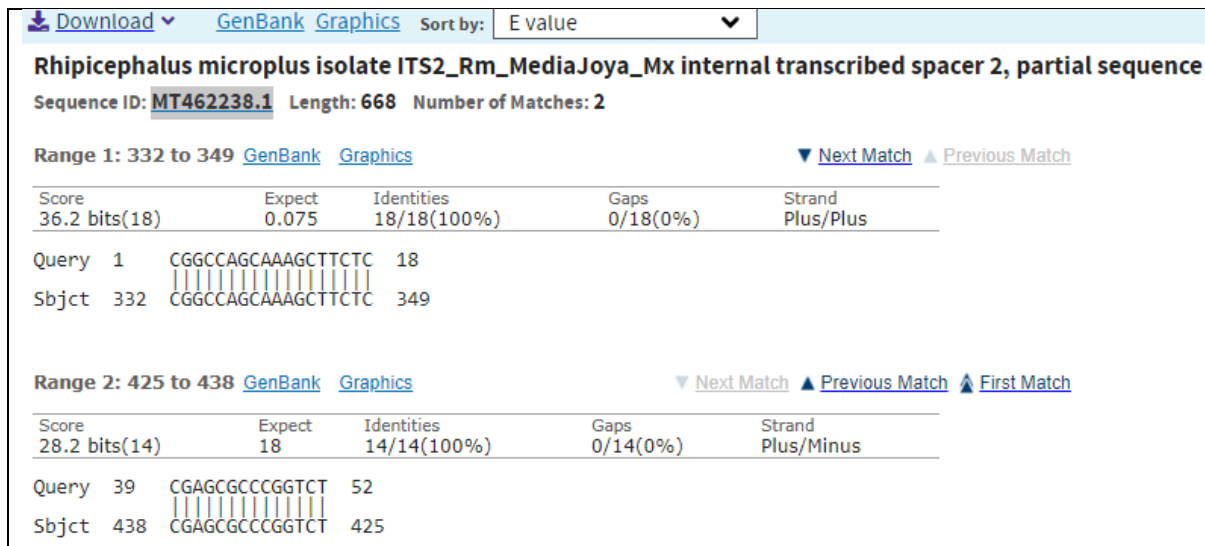 Download GenBank Graphics Sort by: E value
Rhipicephalus microplus isolate ITS2_Rm_MediaJoya_Mx internal transcribed spacer 2, partial sequence
Sequence ID: MT462238.1 Length: 668 Number of Matches: 2
Range 1: 332 to 349 GenBank Graphics ▼ Next Match ▲ Previous Match
Score Expect Identities Gaps Strand
36.2 bits(18) 0.075 18/18(100%) 0/18(0%) Plus/Plus
Query 1 CGGCCAGCAAAGCTTCTC 18
||||||||||||||||||
Sbjct 332 CGGCCAGCAAAGCTTCTC 349
Range 2: 425 to 438 GenBank Graphics ▼ Next Match ▲ Previous Match First Match
Score Expect Identities Gaps Strand
28.2 bits(14) 18 14/14(100%) 0/14(0%) Plus/Minus
Query 39 CGAGCGCCCGGTCT 52
||||||||||||||
Sbjct 438 CGAGCGCCCGGTCT 425